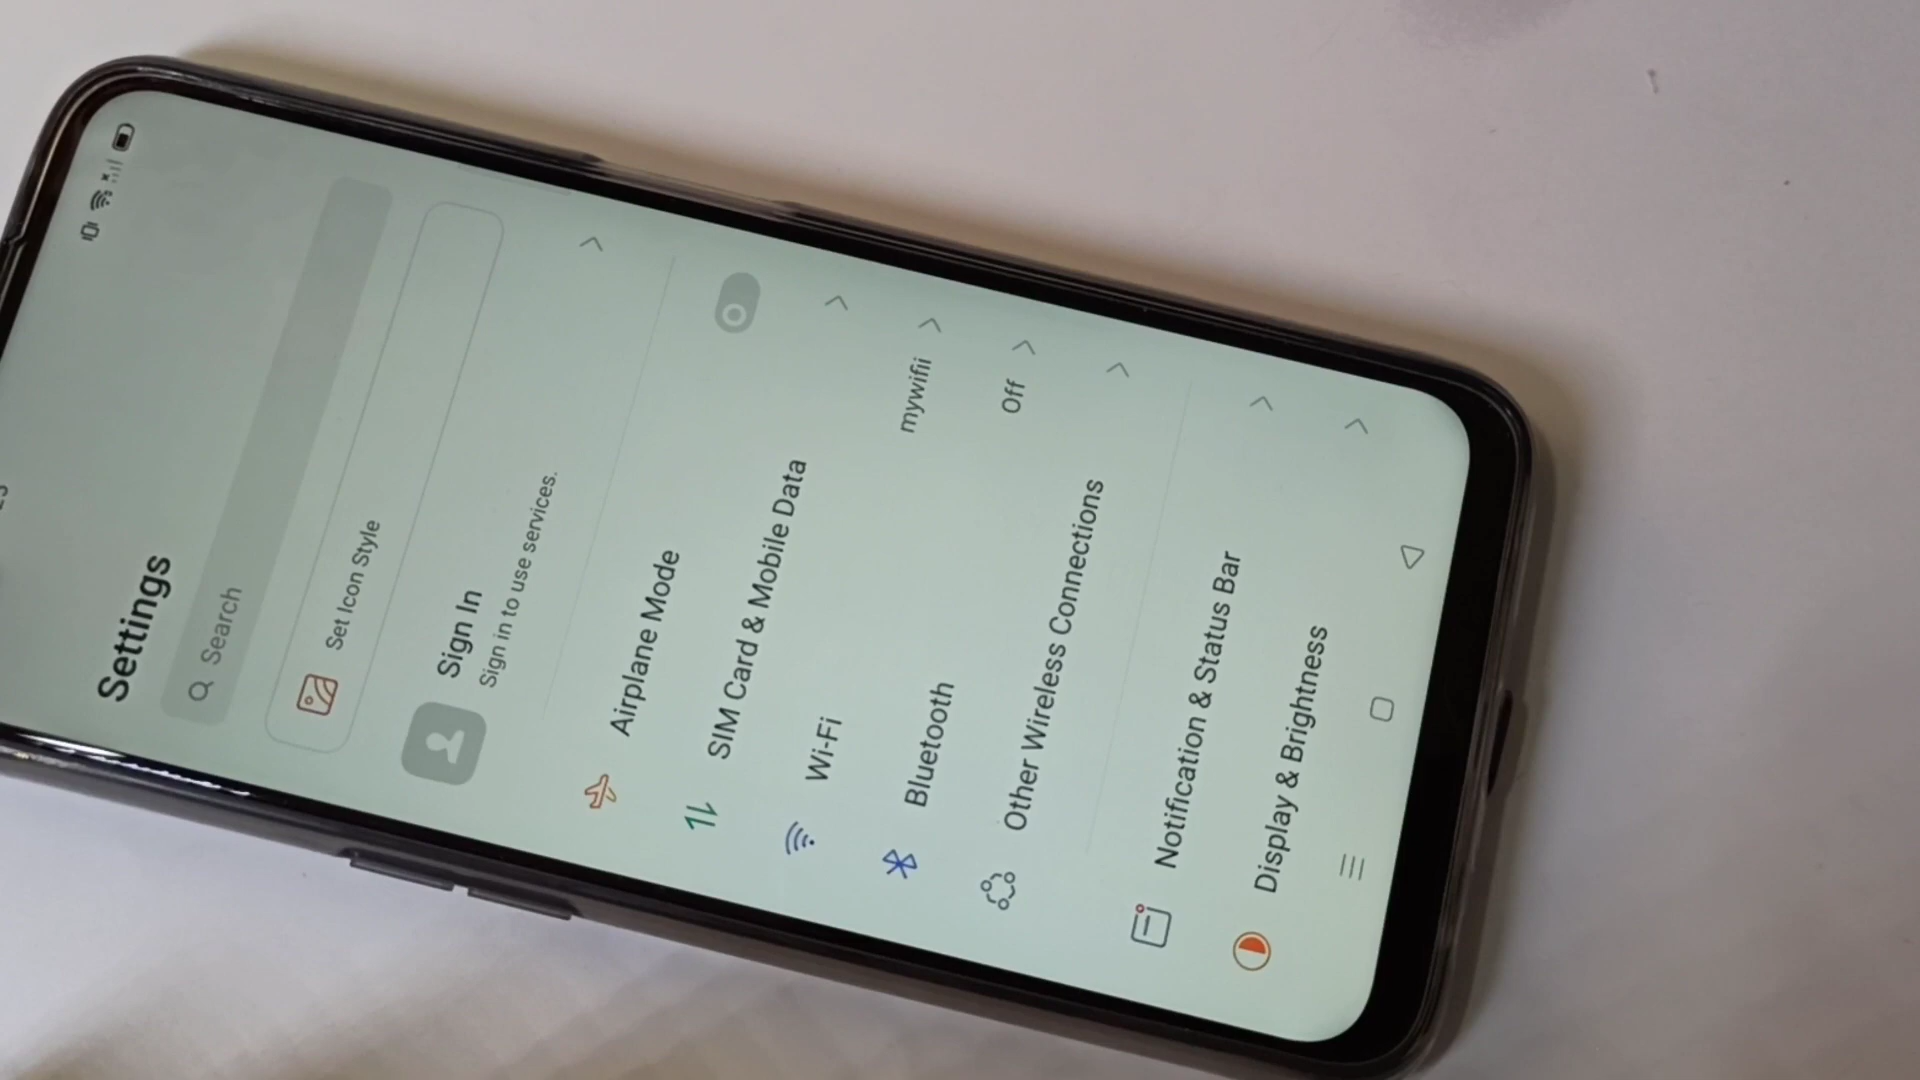 Settings
Search
Set Icon Style
Sign In
Sign in to use services.
Airplane Mode
SIM Card & Mobile Data
Wi-Fi mywifii
Bluetooth Off
Other Wireless Connections
Notification & Status Bar
Display & Brightness